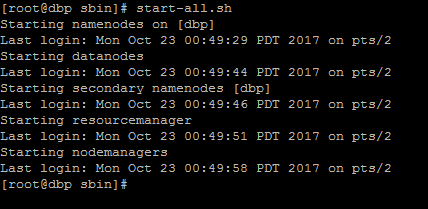 [root@dbp sbin]# start-all.sh
Starting namenodes on [dbp]
Last login: Mon Oct 23 00:49:29 PDT 2017 on pts/2
Starting datanodes
Last login: Mon Oct 23 00:49:44 PDT 2017 on pts/2
Starting secondary namenodes [dbp]
Last login: Mon Oct 23 00:49:46 PDT 2017 on pts/2
Starting resourcemanager
Last login: Mon Oct 23 00:49:51 PDT 2017 on pts/2
Starting nodemanagers
Last login: Mon Oct 23 00:49:58 PDT 2017 on pts/2
[root@dbp sbin]#